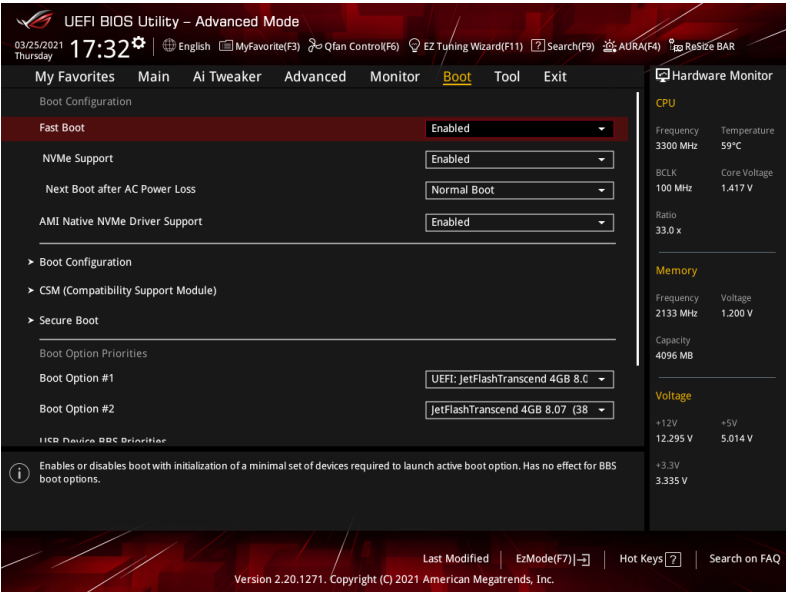 UEFI BIOS Utility – Advanced Mode
03/25/2021 Thursday 17:32 English MyFavorite(F3) Qfan Control(F6) EZ Tuning Wizard(F11) ? Search(F9) AURA(F4) ReSize BAR
My Favorites Main Ai Tweaker Advanced Monitor Boot Tool Exit
Boot Configuration
Fast Boot Enabled
NVMe Support Enabled
Next Boot after AC Power Loss Normal Boot
AMI Native NVMe Driver Support Enabled
> Boot Configuration
> CSM (Compatibility Support Module)
> Secure Boot
Boot Option Priorities
Boot Option #1 UEFI: JetFlashTranscend 4GB 8.0
Boot Option #2 JetFlashTranscend 4GB 8.07 (38
USB Device BBS Priorities
i Enables or disables boot with initialization of a minimal set of devices required to launch active boot option. Has no effect for BBS
boot options.
Hardware Monitor
CPU
Frequency Temperature
3300 MHz 59°C
BCLK Core Voltage
100 MHz 1.417 V
Ratio
33.0 x
Memory
Frequency Voltage
2133 MHz 1.200 V
Capacity
4096 MB
Voltage
+12V +5V
12.295 V 5.014 V
+3.3V
3.335 V
Last Modified EzMode(F7) Hot Keys ? Search on FAQ
Version 2.20.1271. Copyright (C) 2021 American Megatrends, Inc.